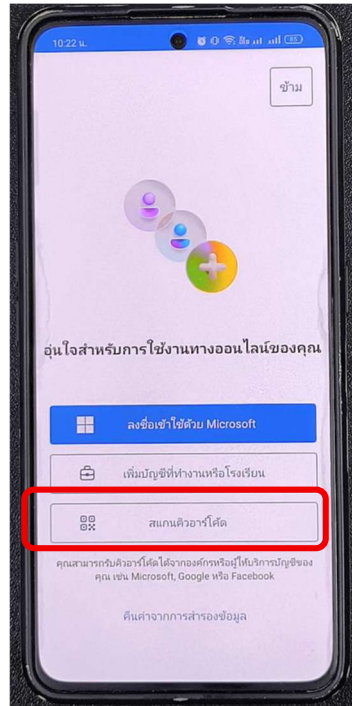 10:22 น.
85
ข้าม
อุ่นใจสำหรับการใช้งานทางออนไลน์ของคุณ
ลงชื่อเข้าใช้ด้วย Microsoft
เพิ่มบัญชีที่ทำงานหรือโรงเรียน
สแกนคิวอาร์โค้ด
คุณสามารถรับคิวอาร์โค้ดได้จากองค์กรหรือผู้ให้บริการบัญชีของ
คุณ เช่น Microsoft, Google หรือ Facebook
คืนค่าจากการสำรองข้อมูล